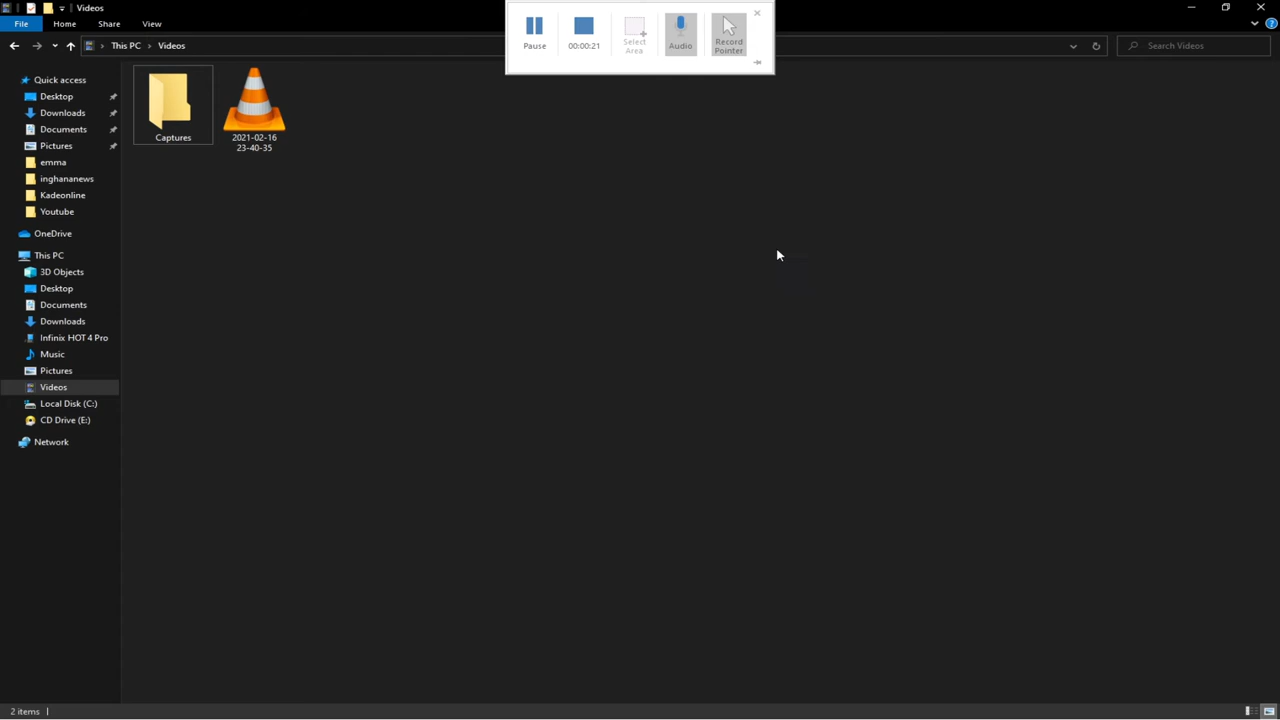 Videos
File Home Share View
This PC Videos
Search Videos
Pause
00:00:21
Select
Area
Audio
Record
Pointer
Quick access
Desktop
Downloads
Documents
Pictures
emma
inghananews
Kadeonline
Youtube
OneDrive
This PC
3D Objects
Desktop
Documents
Downloads
Infinix HOT 4 Pro
Music
Pictures
Videos
Local Disk (C:)
CD Drive (E:)
Network
Captures
2021-02-16
23-40-35
2 items